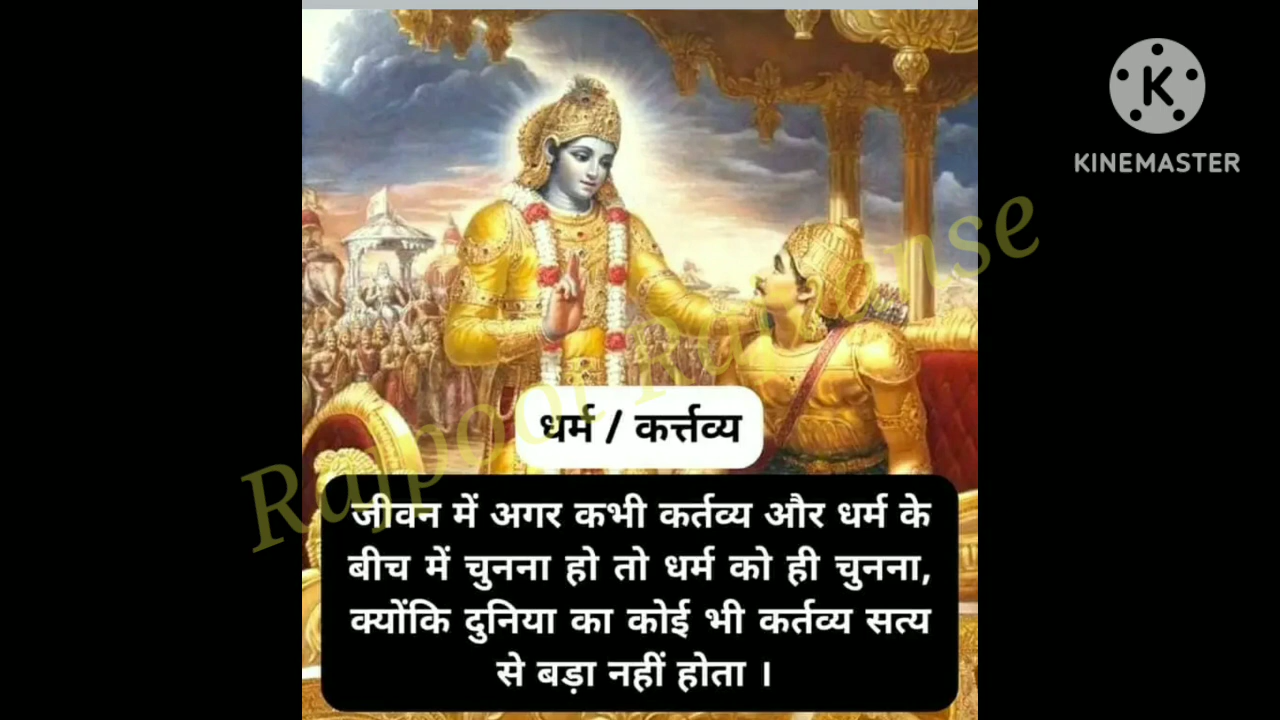 KINEMASTER
धर्म / कर्त्तव्य
जीवन में अगर कभी कर्तव्य और धर्म के
बीच में चुनना हो तो धर्म को ही चुनना,
क्योंकि दुनिया का कोई भी कर्तव्य सत्य
से बड़ा नहीं होता ।